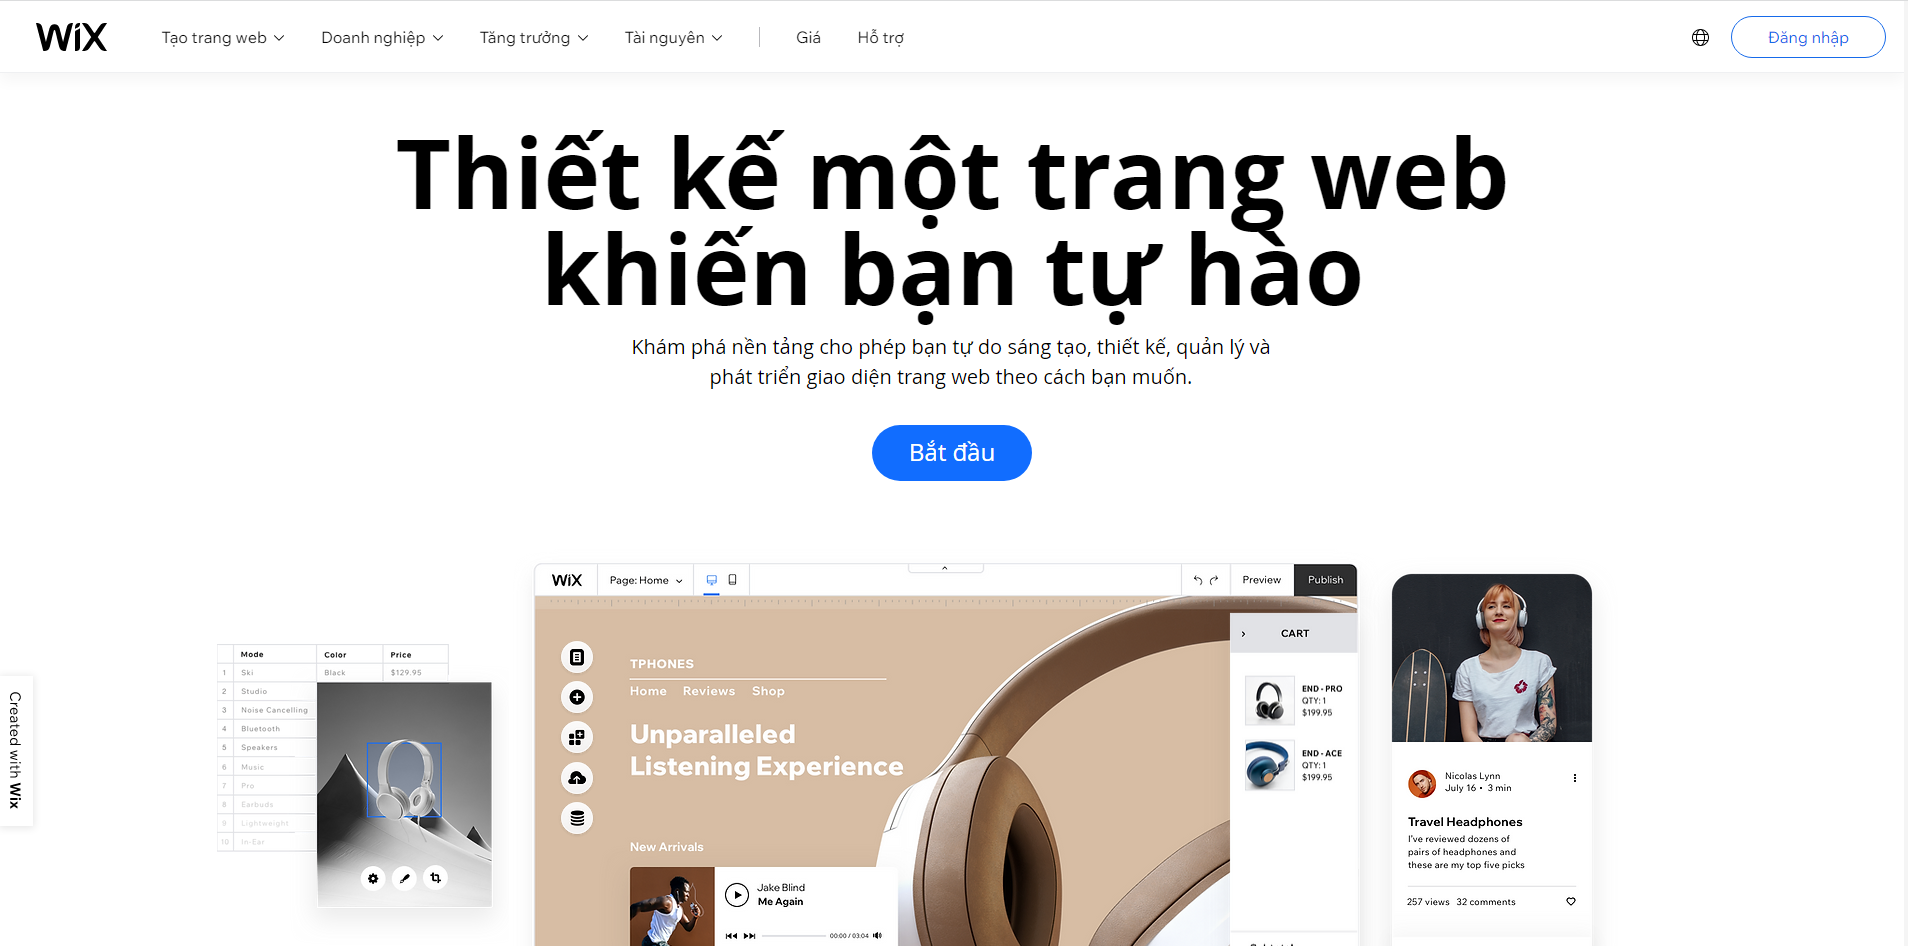 WiX
Tạo trang web
Doanh nghiệp
Tăng trưởng
Tài nguyên
Giá
Hỗ trợ
Đăng nhập
Thiết kế một trang web
khiến bạn tự hào
Khám phá nền tảng cho phép bạn tự do sáng tạo, thiết kế, quản lý và
phát triển giao diện trang web theo cách bạn muốn.
Bắt đầu
Created with Wix
Mode Color Price
1 Ski Black $129.95
2 Studio
3 Noise Cancelling
4 Bluetooth
5 Speakers
6 Music
7 Pro
8 Earbuds
9 Lightweight
10 In-Ear
WiX
Page: Home
Preview
Publish
TPHONES
Home Reviews Shop
Unparalleled
Listening Experience
New Arrivals
Jake Blind
Me Again
00:00 / 03:04
CART
END - PRO
QTY: 1
$199.95
END - ACE
QTY: 1
$199.95
Nicolas Lynn
July 16 • 3 min
Travel Headphones
I've reviewed dozens of
pairs of headphones and
these are my top five picks
257 views 32 comments